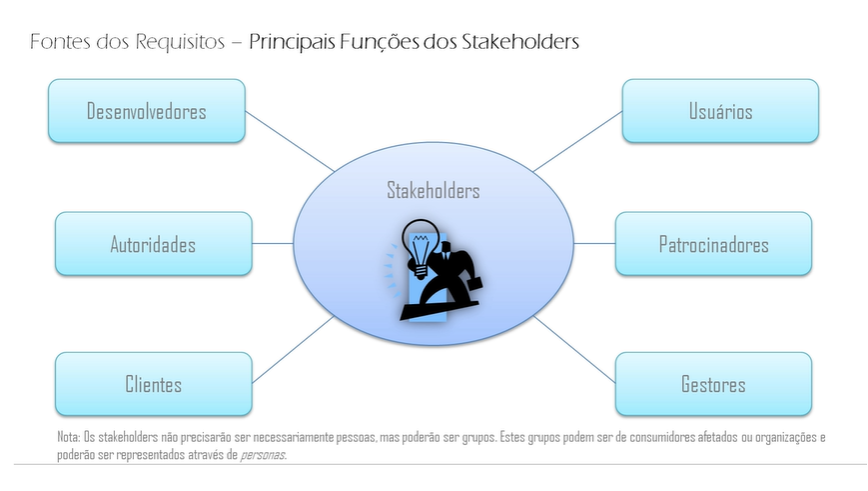 Fontes dos Requisitos – Principais Funções dos Stakeholders
Desenvolvedores
Usuários
Stakeholders
Autoridades
Patrocinadores
Clientes
Gestores
Nota: Os stakeholders não precisarão ser necessariamente pessoas, mas poderão ser grupos. Estes grupos podem ser de consumidores afetados ou organizações e
poderão ser representados através de personas.